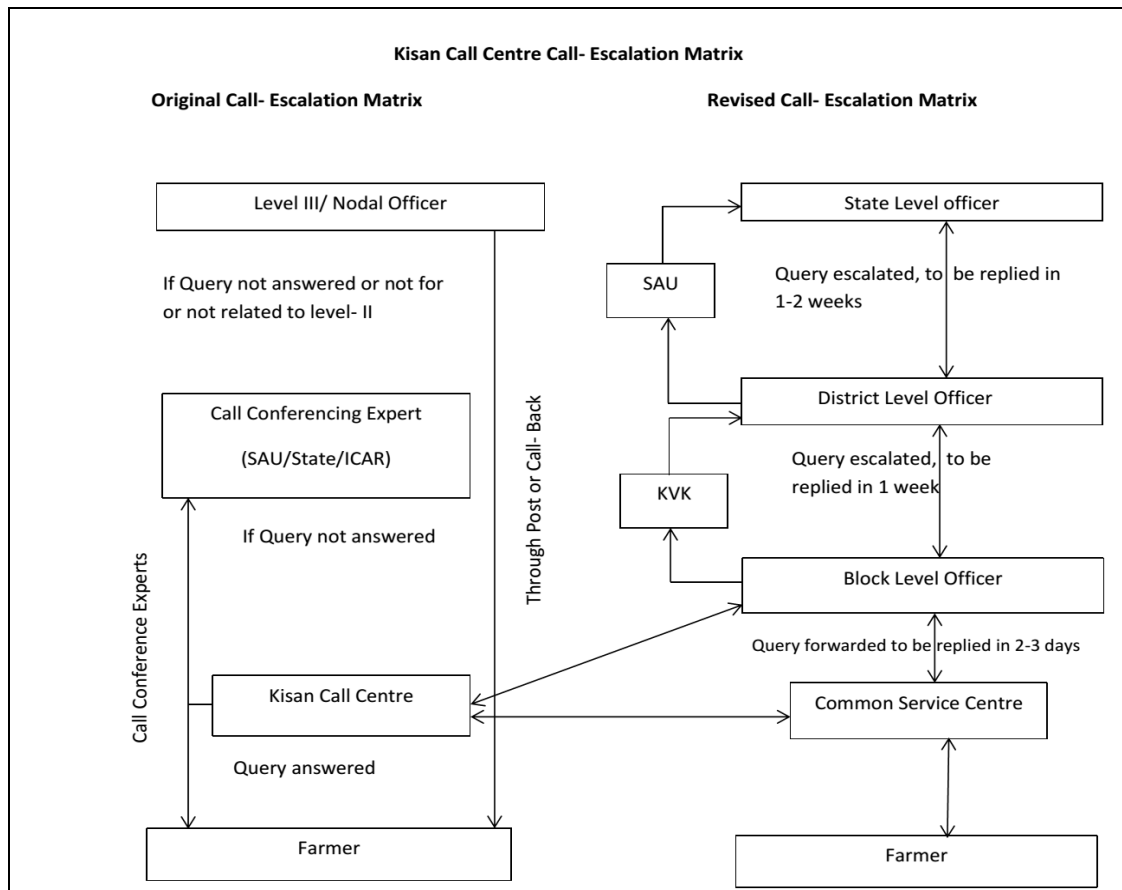 Kisan Call Centre Call- Escalation Matrix
Original Call- Escalation Matrix
Revised Call- Escalation Matrix
Level III/ Nodal Officer
If Query not answered or not for
or not related to level- II
Call Conferencing Expert
(SAU/State/ICAR)
If Query not answered
Call Conference Experts
Through Post or Call- Back
Kisan Call Centre
Query answered
Farmer
State Level officer
SAU
Query escalated, to be replied in
1-2 weeks
District Level Officer
Query escalated, to be
replied in 1 week
KVK
Block Level Officer
Query forwarded to be replied in 2-3 days
Common Service Centre
Farmer